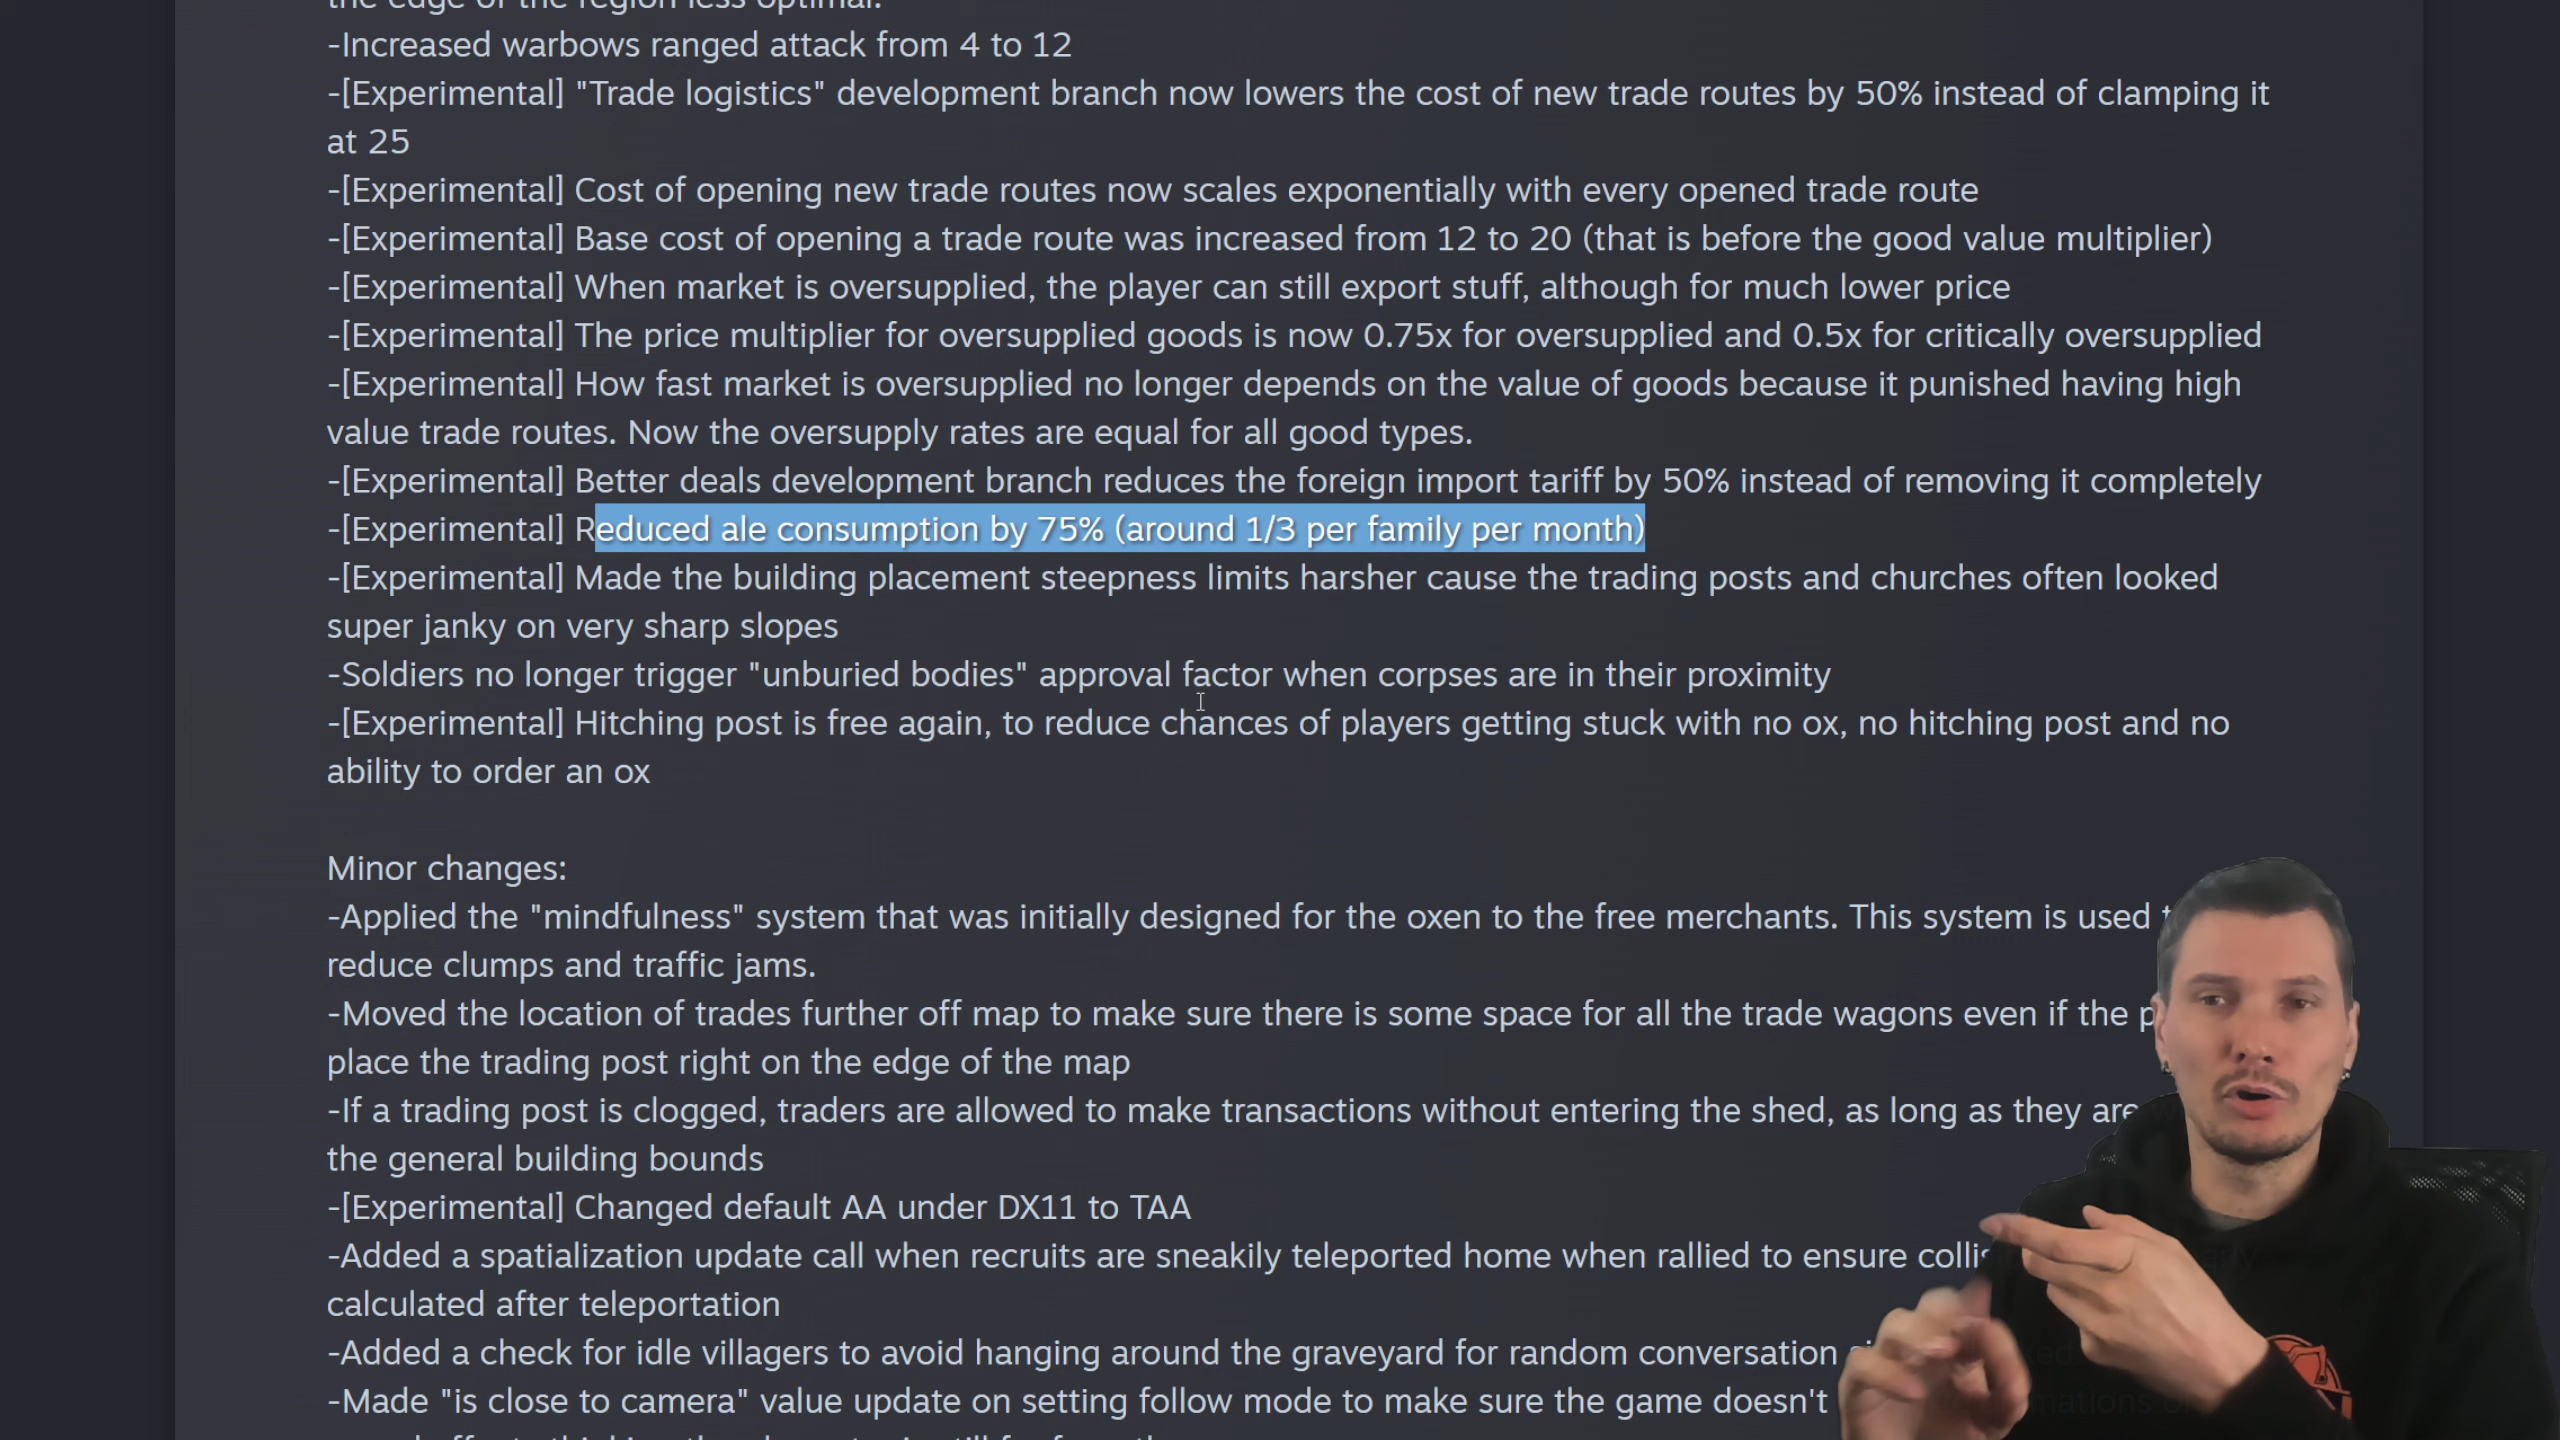 the edge of the region less optimal.
-Increased warbows ranged attack from 4 to 12
-[Experimental] "Trade logistics" development branch now lowers the cost of new trade routes by 50% instead of clamping it
at 25
-[Experimental] Cost of opening new trade routes now scales exponentially with every opened trade route
-[Experimental] Base cost of opening a trade route was increased from 12 to 20 (that is before the good value multiplier)
-[Experimental] When market is oversupplied, the player can still export stuff, although for much lower price
-[Experimental] The price multiplier for oversupplied goods is now 0.75x for oversupplied and 0.5x for critically oversupplied
-[Experimental] How fast market is oversupplied no longer depends on the value of goods because it punished having high
value trade routes. Now the oversupply rates are equal for all good types.
-[Experimental] Better deals development branch reduces the foreign import tariff by 50% instead of removing it completely
-[Experimental] Reduced ale consumption by 75% (around 1/3 per family per month)
-[Experimental] Made the building placement steepness limits harsher cause the trading posts and churches often looked
super janky on very sharp slopes
-Soldiers no longer trigger "unburied bodies" approval factor when corpses are in their proximity
-[Experimental] Hitching post is free again, to reduce chances of players getting stuck with no ox, no hitching post and no
ability to order an ox
Minor changes:
-Applied the "mindfulness" system that was initially designed for the oxen to the free merchants. This system is used
reduce clumps and traffic jams.
-Moved the location of trades further off map to make sure there is some space for all the trade wagons even if the
place the trading post right on the edge of the map
-If a trading post is clogged, traders are allowed to make transactions without entering the shed, as long as they are
the general building bounds
-[Experimental] Changed default AA under DX11 to TAA
-Added a spatialization update call when recruits are sneakily teleported home when rallied to ensure
calculated after teleportation
-Added a check for idle villagers to avoid hanging around the graveyard for random conversation
-Made "is close to camera" value update on setting follow mode to make sure the game doesn't